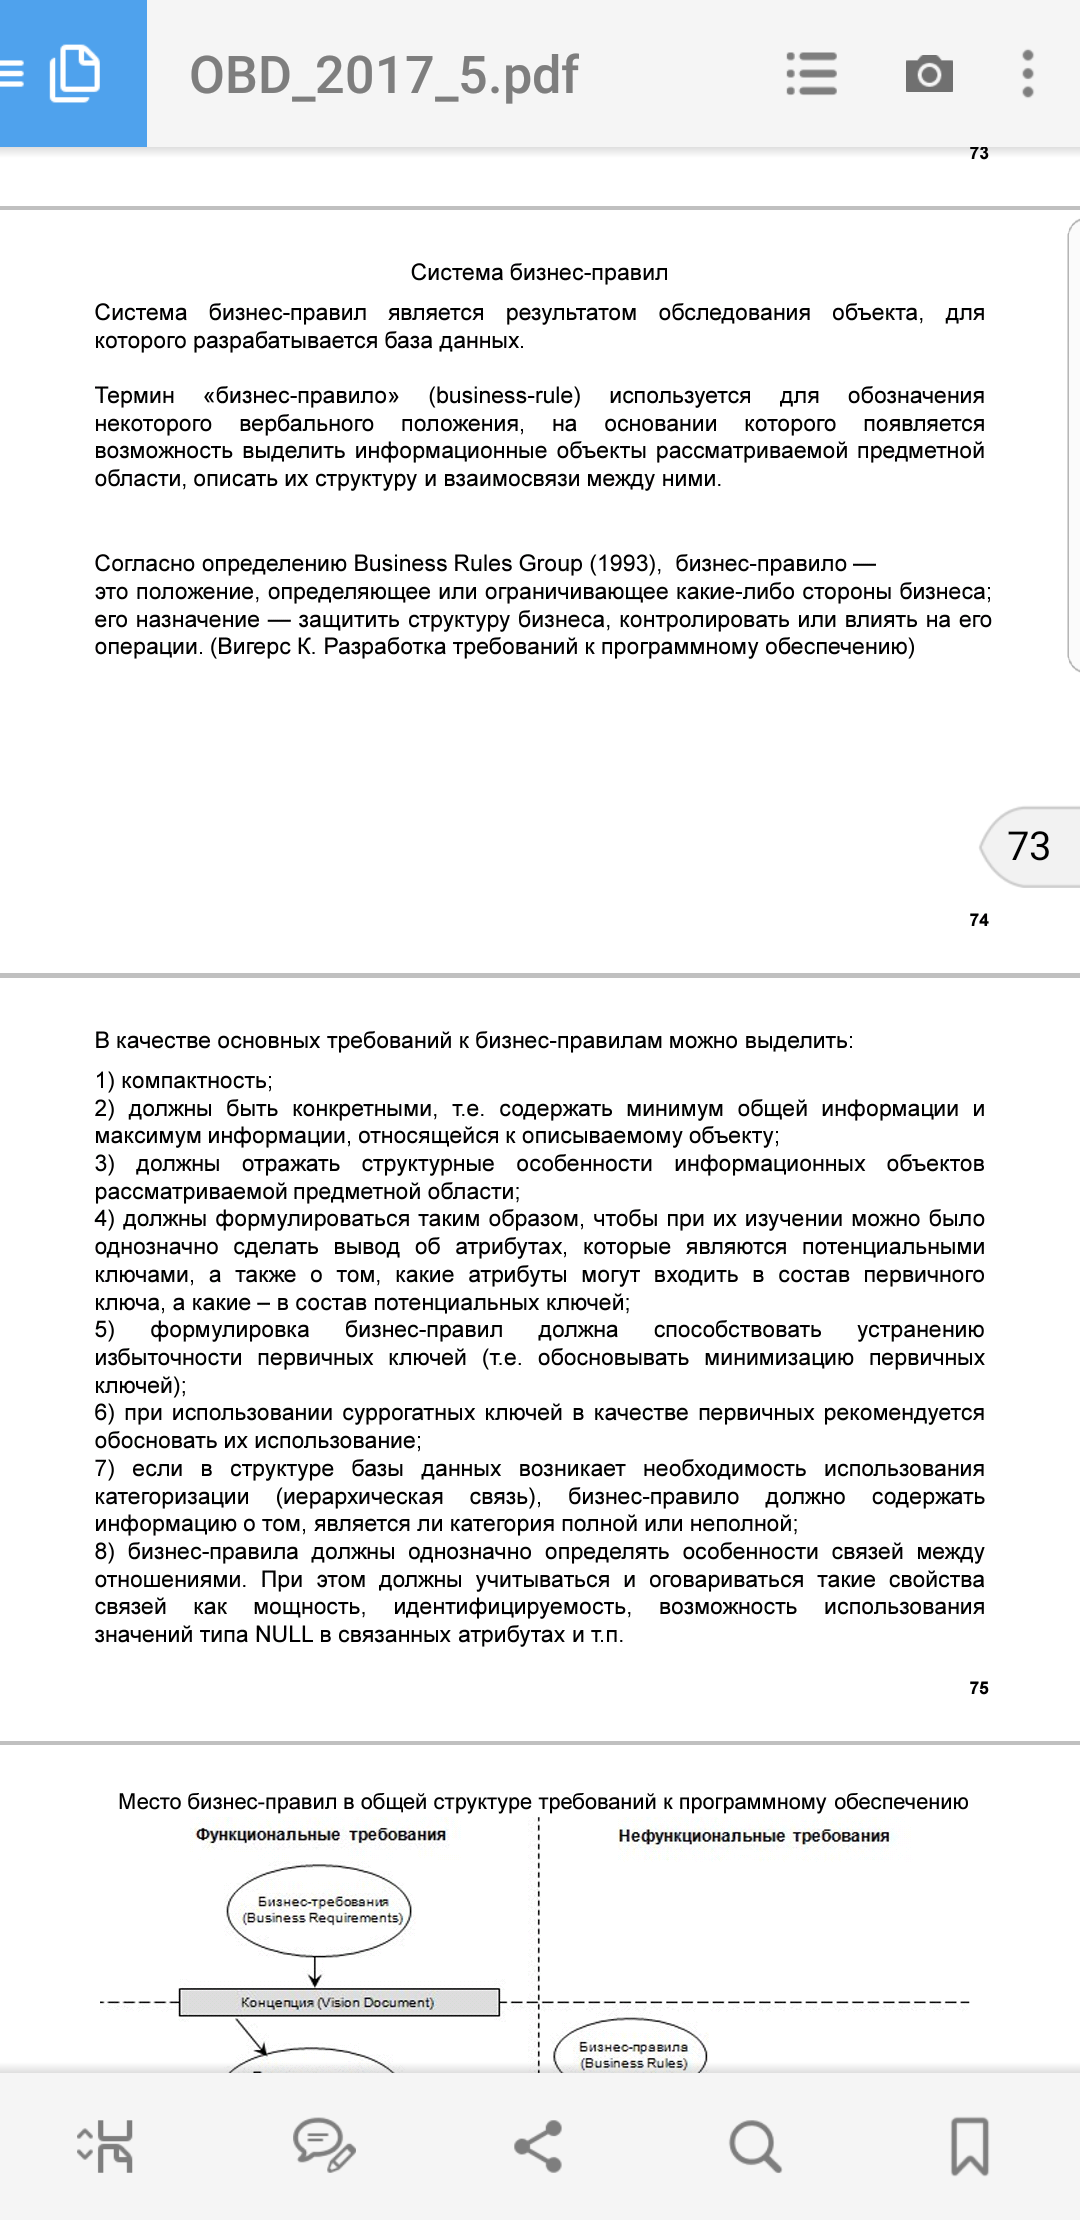 OBD_2017_5.pdf
73
Система бизнес-правил
Система бизнес-правил является результатом обследования объекта, для
которого разрабатывается база данных.
Термин «бизнес-правило» (business-rule) используется для обозначения
некоторого вербального положения, на основании которого появляется
возможность выделить информационные объекты рассматриваемой предметной
области, описать их структуру и взаимосвязи между ними.
Согласно определению Business Rules Group (1993), бизнес-правило —
это положение, определяющее или ограничивающее какие-либо стороны бизнеса;
его назначение — защитить структуру бизнеса, контролировать или влиять на его
операции. (Вигерс К. Разработка требований к программному обеспечению)
73
74
В качестве основных требований к бизнес-правилам можно выделить:
1) компактность;
2) должны быть конкретными, т.е. содержать минимум общей информации и
максимум информации, относящейся к описываемому объекту;
3) должны отражать структурные особенности информационных объектов
рассматриваемой предметной области;
4) должны формулироваться таким образом, чтобы при их изучении можно было
однозначно сделать вывод об атрибутах, которые являются потенциальными
ключами, а также о том, какие атрибуты могут входить в состав первичного
ключа, а какие – в состав потенциальных ключей;
5) формулировка бизнес-правил должна способствовать устранению
избыточности первичных ключей (т.е. обосновывать минимизацию первичных
ключей);
6) при использовании суррогатных ключей в качестве первичных рекомендуется
обосновать их использование;
7) если в структуре базы данных возникает необходимость использования
категоризации (иерархическая связь), бизнес-правило должно содержать
информацию о том, является ли категория полной или неполной;
8) бизнес-правила должны однозначно определять особенности связей между
отношениями. При этом должны учитываться и оговариваться такие свойства
связей как мощность, идентифицируемость, возможность использования
значений типа NULL в связанных атрибутах и т.п.
75
Место бизнес-правил в общей структуре требований к программному обеспечению
Функциональные требования
Нефункциональные требования
Бизнес-требования
(Business Requirements)
Концепция (Vision Document)
Бизнес-правила
(Business Rules)